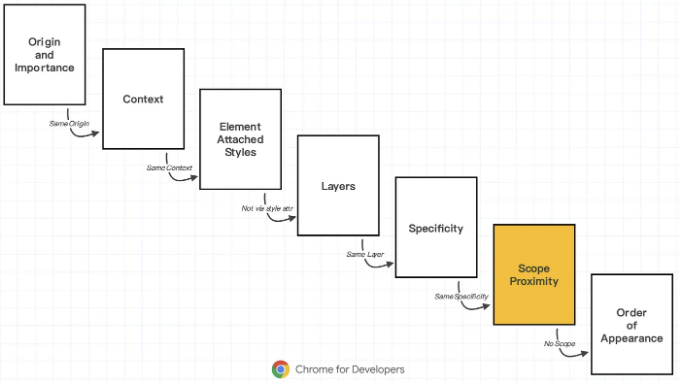 Origin
and
Importance
Same Origin
Context
Same Context
Element
Attached
Styles
Not via style attr
Layers
Same Layer
Specificity
Same Specificity
Scope
Proximity
No Scope
Order
of
Appearance
Chrome for Developers